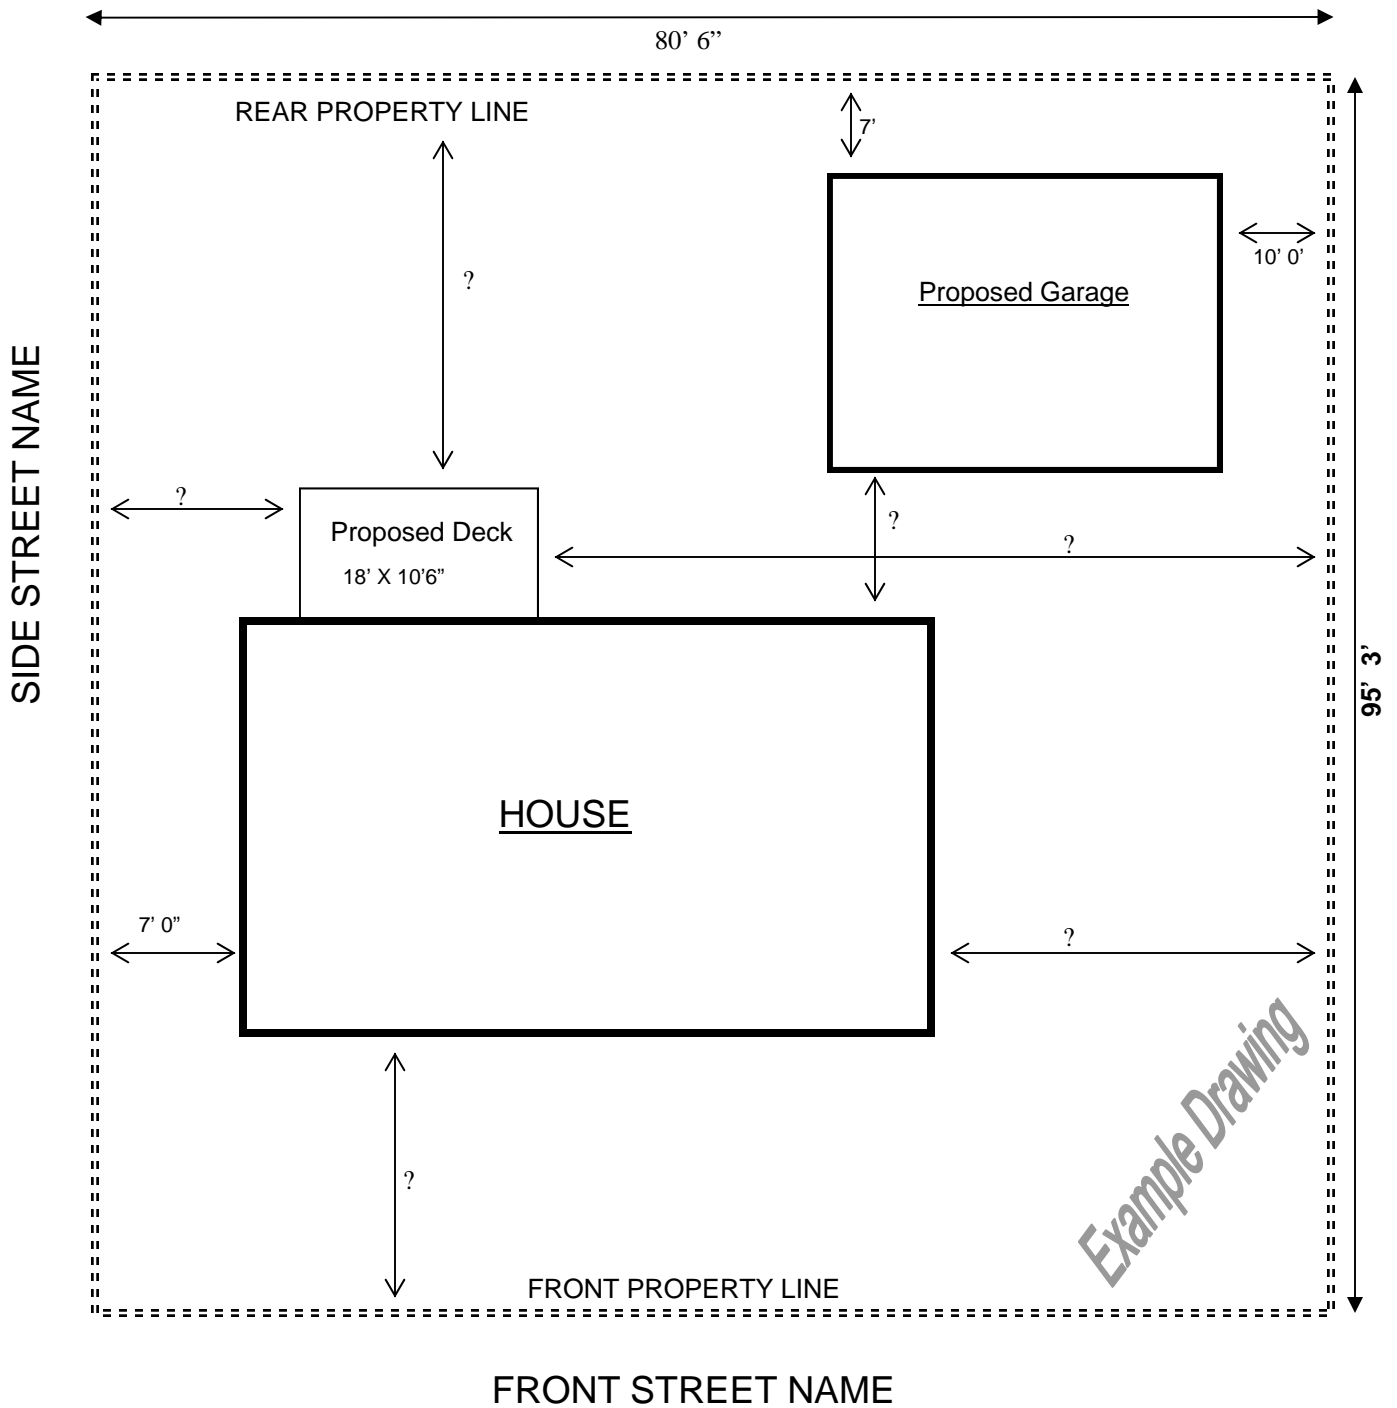 80’ 6”
REAR PROPERTY LINE
7’
10’ 0’
?
Proposed Garage
SIDE STREET NAME
?
Proposed Deck
18’ X 10’6”
?
?
95’ 3’
HOUSE
7’ 0”
?
Example Drawing
?
FRONT PROPERTY LINE
FRONT STREET NAME